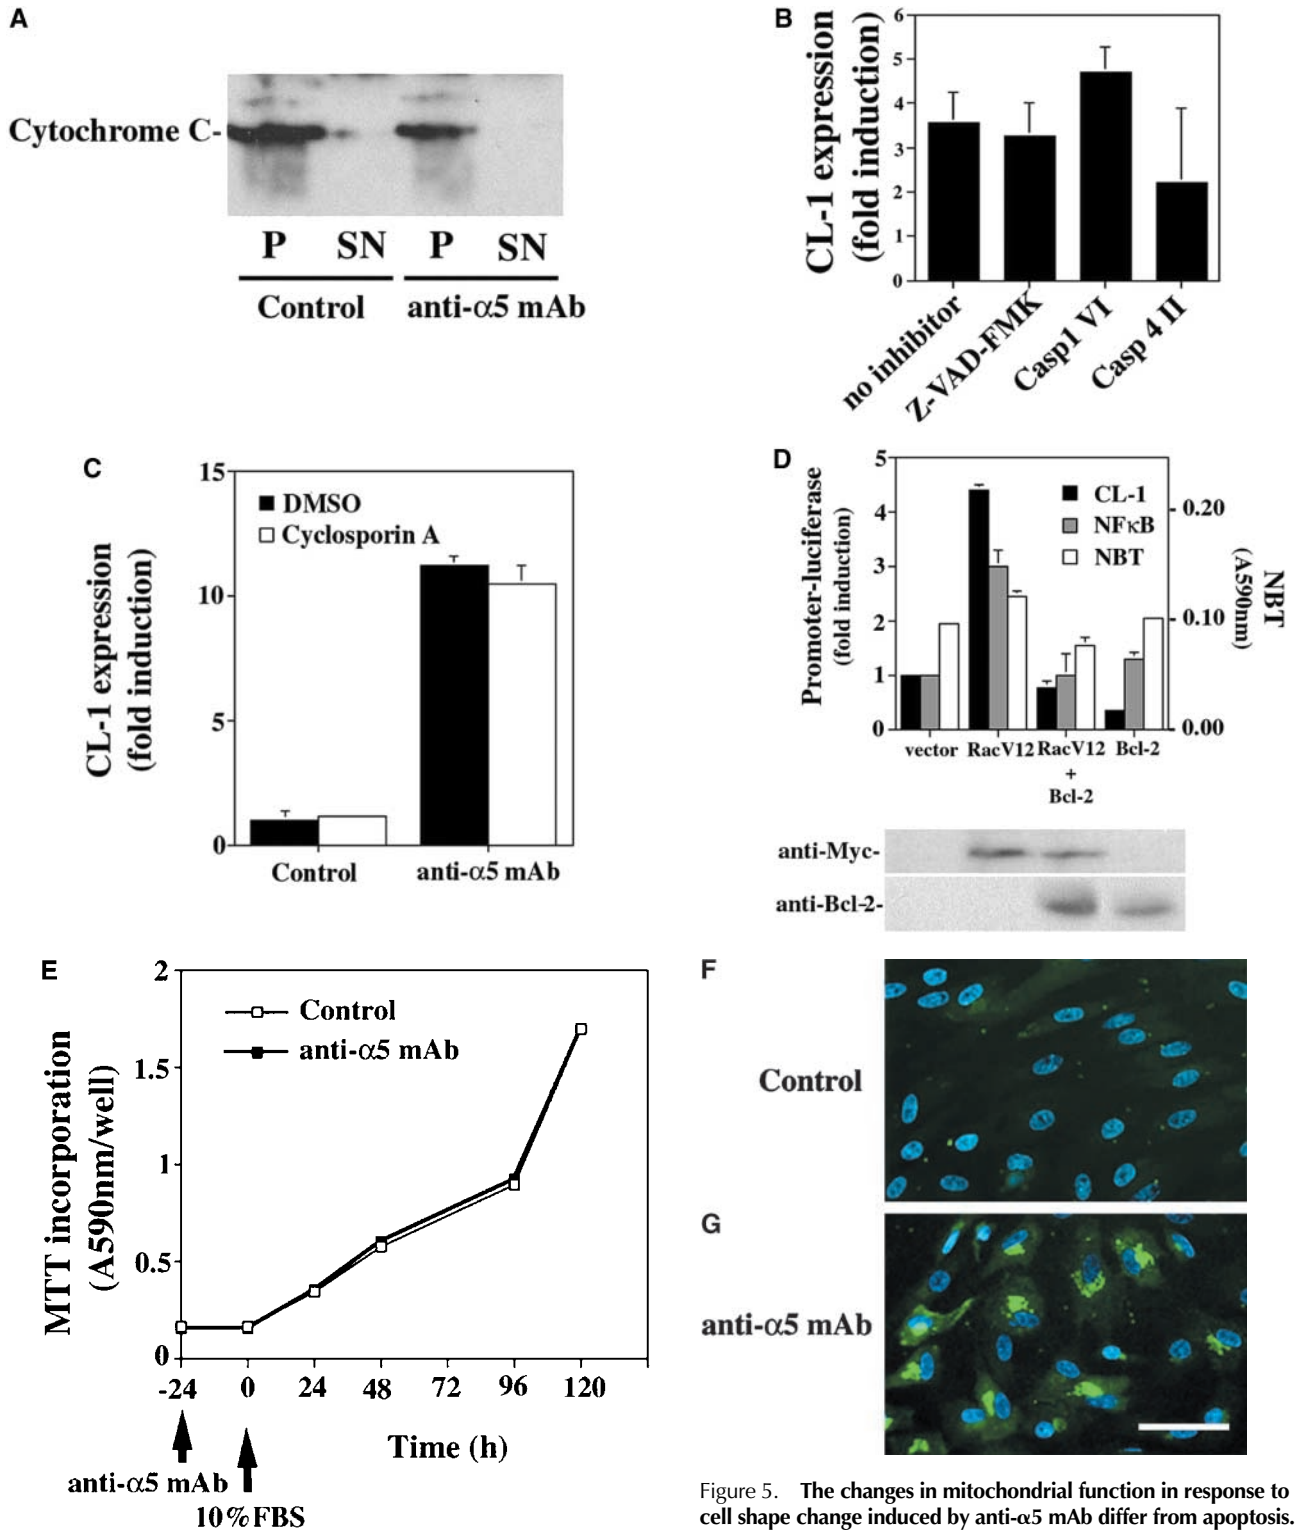 A
Cytochrome C-
P SN P SN
Control anti-α5 mAb
B
CL-1 expression
(fold induction)
6
5
4
3
2
1
0
no inhibitor
Z-VAD-FMK
Casp1 VI
Casp 4 II
C
CL-1 expression
(fold induction)
15
10
5
0
DMSO
Cyclosporin A
Control anti-α5 mAb
D
Promoter-luciferase
(fold induction)
5
4
3
2
1
0
CL-1
NFκB
NBT
0.20
0.10
0.00
NBT
(A590nm)
vector RacV12 RacV12 Bcl-2
+
Bcl-2
anti-Myc-
anti-Bcl-2-
E
MTT incorporation
(A590nm/well)
2
1.5
1
0.5
0
Control
anti-α5 mAb
-24 0 24 48 72 96 120
Time (h)
anti-α5 mAb
10%FBS
F
Control
G
anti-α5 mAb
Figure 5. The changes in mitochondrial function in response to
cell shape change induced by anti-α5 mAb differ from apoptosis.